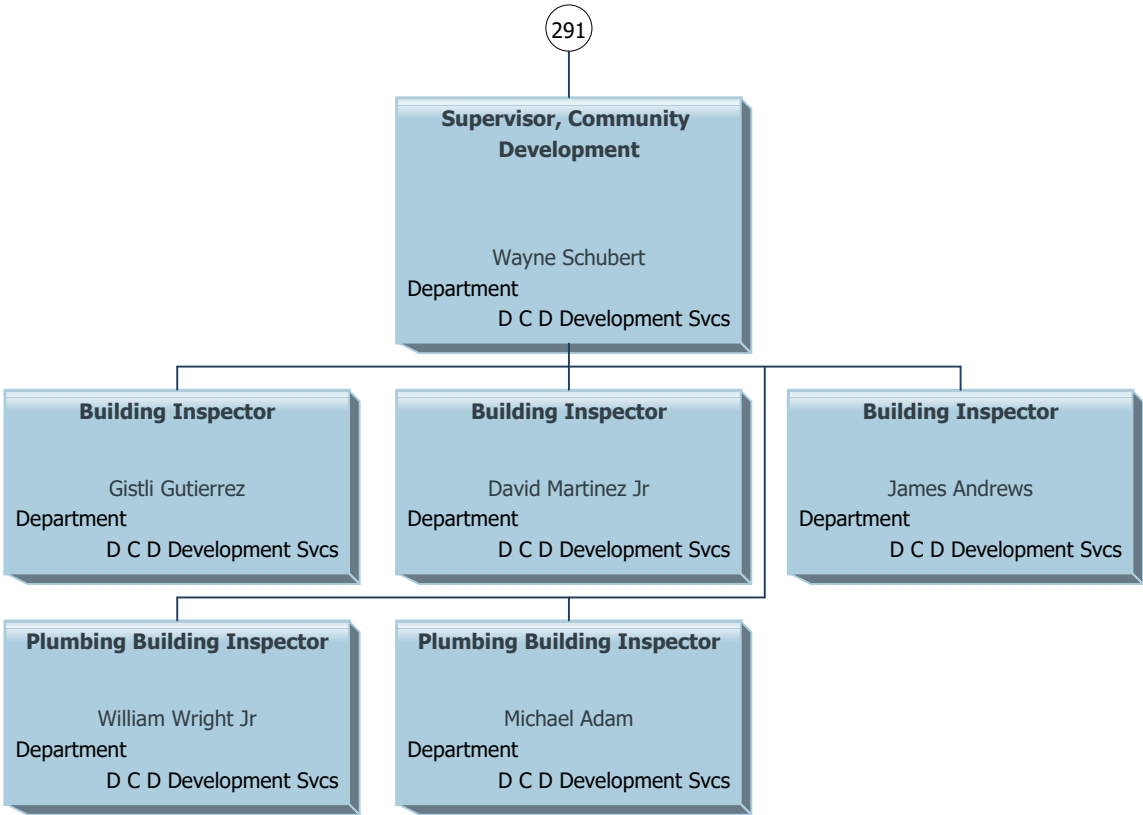 291
Supervisor, Community
Development
Wayne Schubert
Department
D C D Development Svcs
Building Inspector
Gistli Gutierrez
Department
D C D Development Svcs
Building Inspector
David Martinez Jr
Department
D C D Development Svcs
Building Inspector
James Andrews
Department
D C D Development Svcs
Plumbing Building Inspector
William Wright Jr
Department
D C D Development Svcs
Plumbing Building Inspector
Michael Adam
Department
D C D Development Svcs